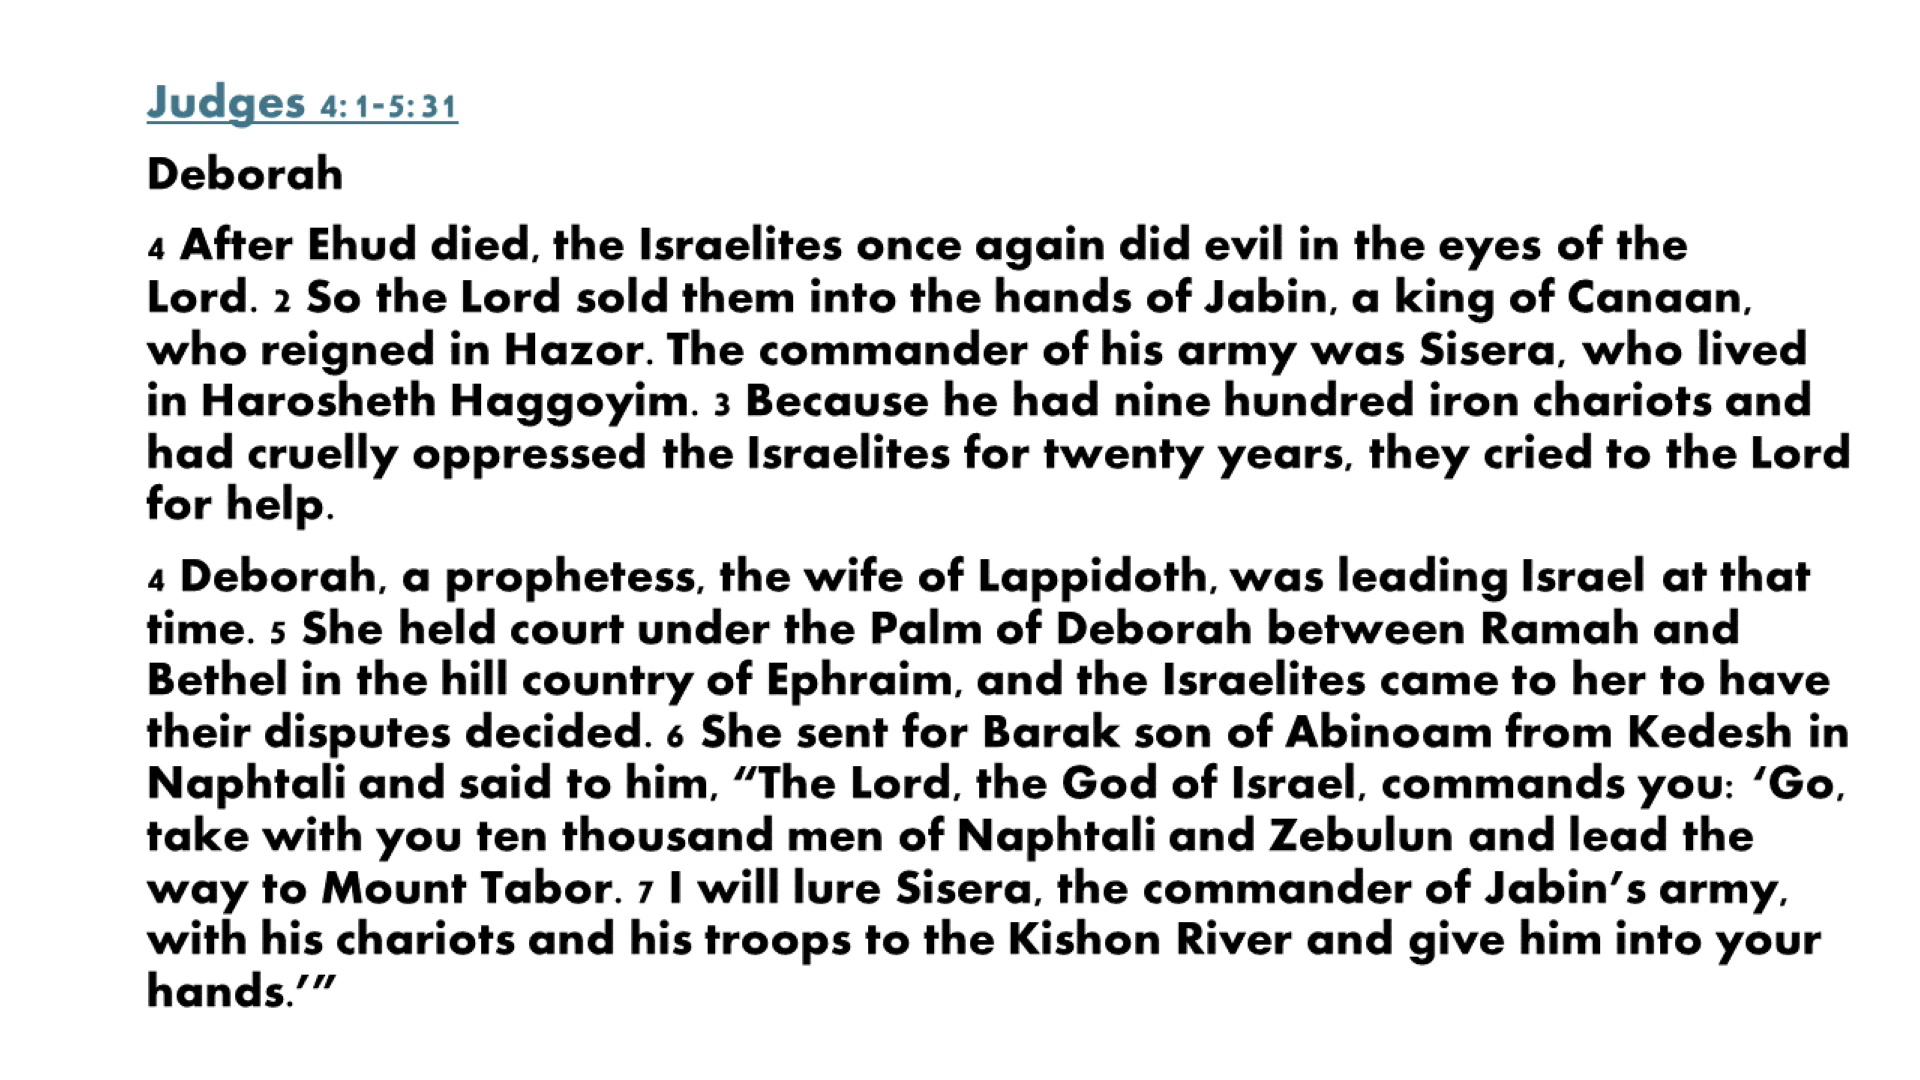 Judges 4:1-5:31
Deborah
4 After Ehud died, the Israelites once again did evil in the eyes of the
Lord. 2 So the Lord sold them into the hands of Jabin, a king of Canaan,
who reigned in Hazor. The commander of his army was Sisera, who lived
in Harosheth Haggoyim. 3 Because he had nine hundred iron chariots and
had cruelly oppressed the Israelites for twenty years, they cried to the Lord
for help.
4 Deborah, a prophetess, the wife of Lappidoth, was leading Israel at that
time. 5 She held court under the Palm of Deborah between Ramah and
Bethel in the hill country of Ephraim, and the Israelites came to her to have
their disputes decided. 6 She sent for Barak son of Abinoam from Kedesh in
Naphtali and said to him, “The Lord, the God of Israel, commands you: ‘Go,
take with you ten thousand men of Naphtali and Zebulun and lead the
way to Mount Tabor. 7 I will lure Sisera, the commander of Jabin’s army,
with his chariots and his troops to the Kishon River and give him into your
hands.’”